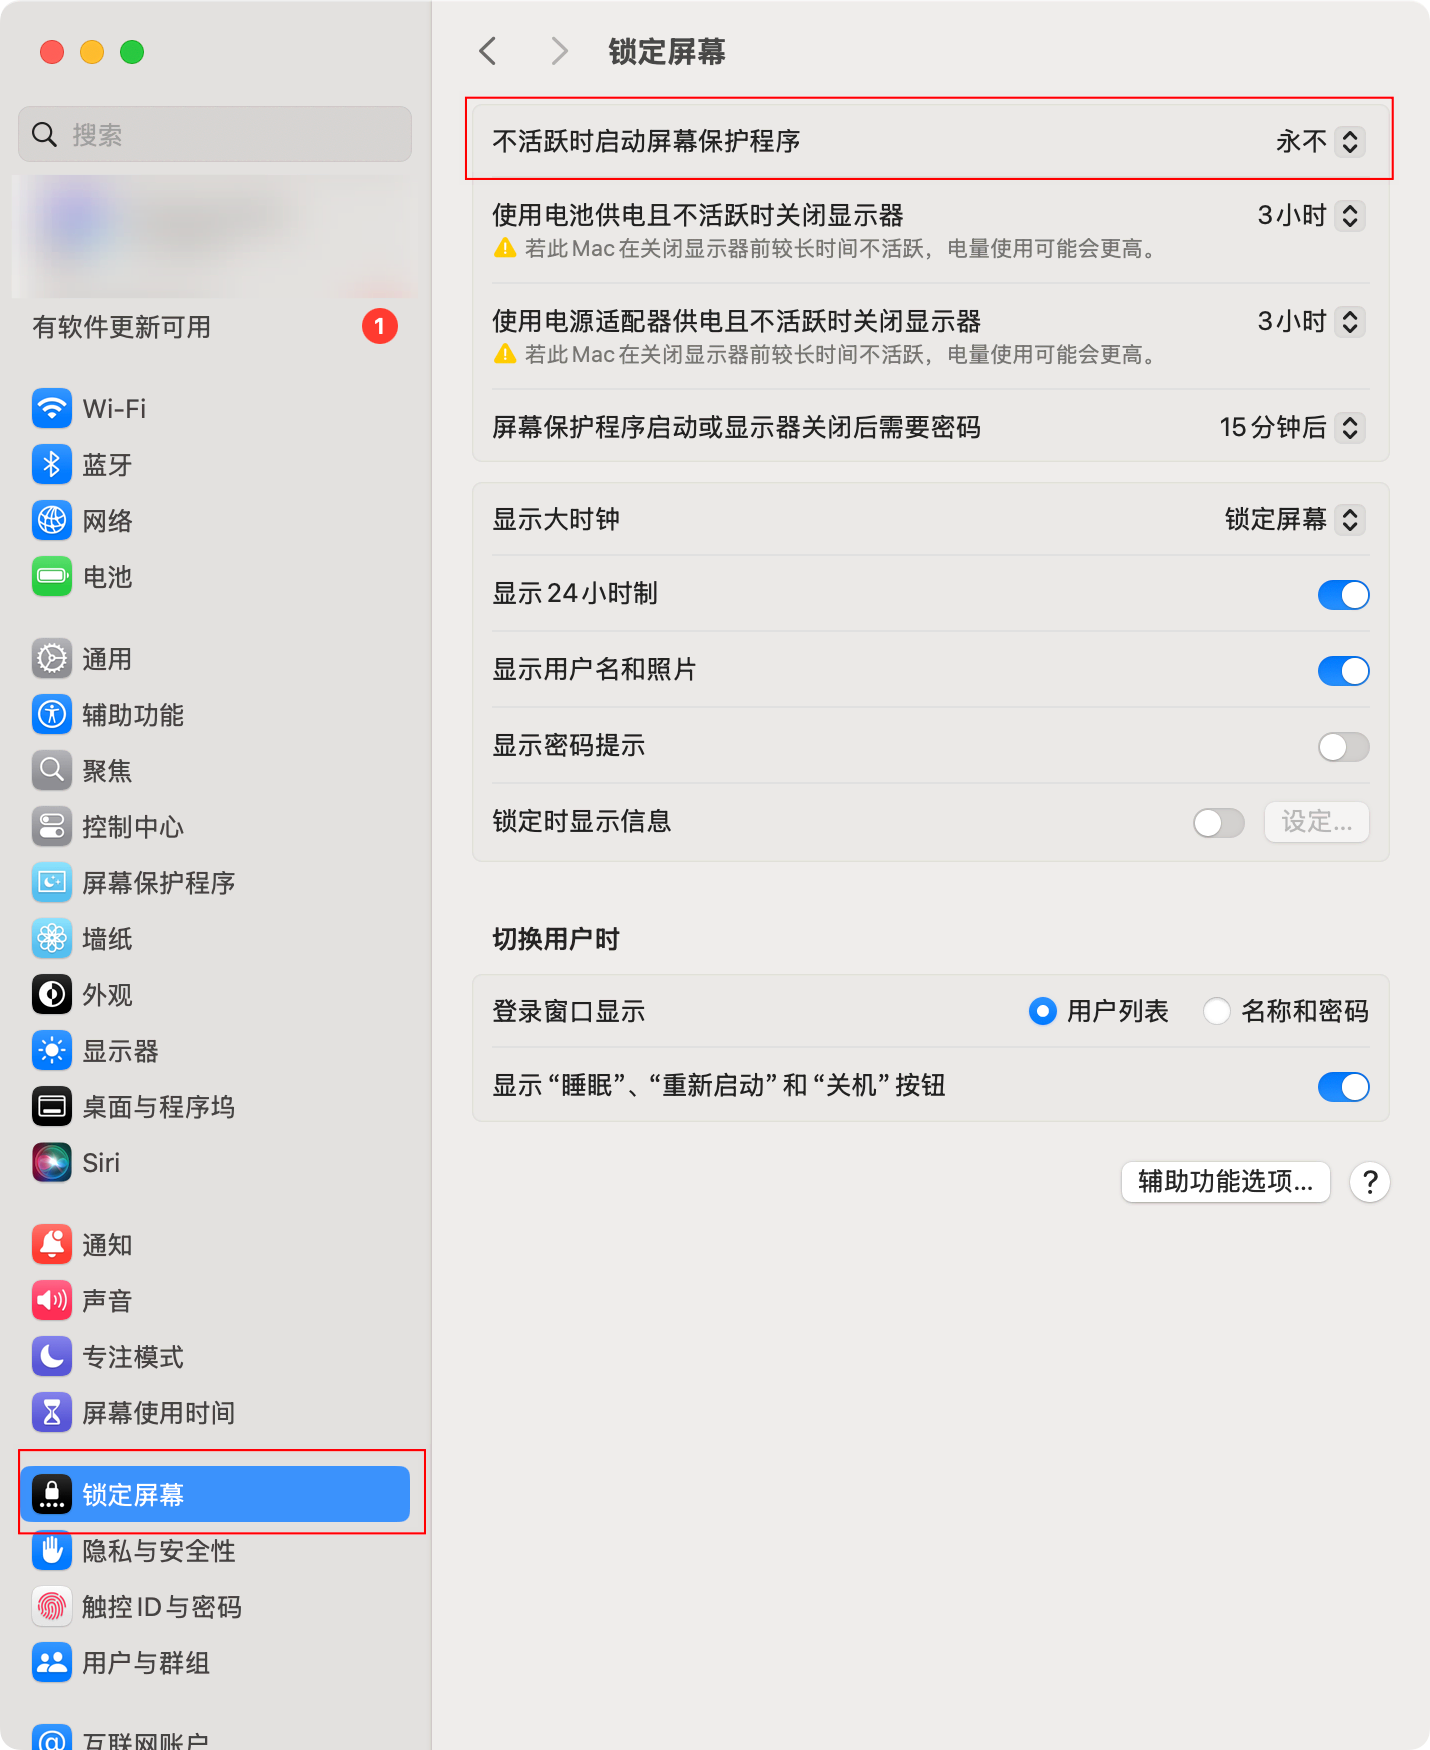 搜索
有软件更新可用
1
Wi-Fi
蓝牙
网络
电池
通用
辅助功能
聚焦
控制中心
屏幕保护程序
墙纸
外观
显示器
桌面与程序坞
Siri
通知
声音
专注模式
屏幕使用时间
锁定屏幕
隐私与安全性
触控 ID 与密码
用户与群组
互联网账户
锁定屏幕
不活跃时启动屏幕保护程序
永不
使用电池供电且不活跃时关闭显示器
3 小时
若此 Mac 在关闭显示器前较长时间不活跃，电量使用可能会更高。
使用电源适配器供电且不活跃时关闭显示器
3 小时
若此 Mac 在关闭显示器前较长时间不活跃，电量使用可能会更高。
屏幕保护程序启动或显示器关闭后需要密码
15 分钟后
显示大时钟
锁定屏幕
显示 24 小时制
显示用户名和照片
显示密码提示
锁定时显示信息
设定...
切换用户时
登录窗口显示
用户列表
名称和密码
显示“睡眠”、“重新启动”和“关机”按钮
辅助功能选项...
?